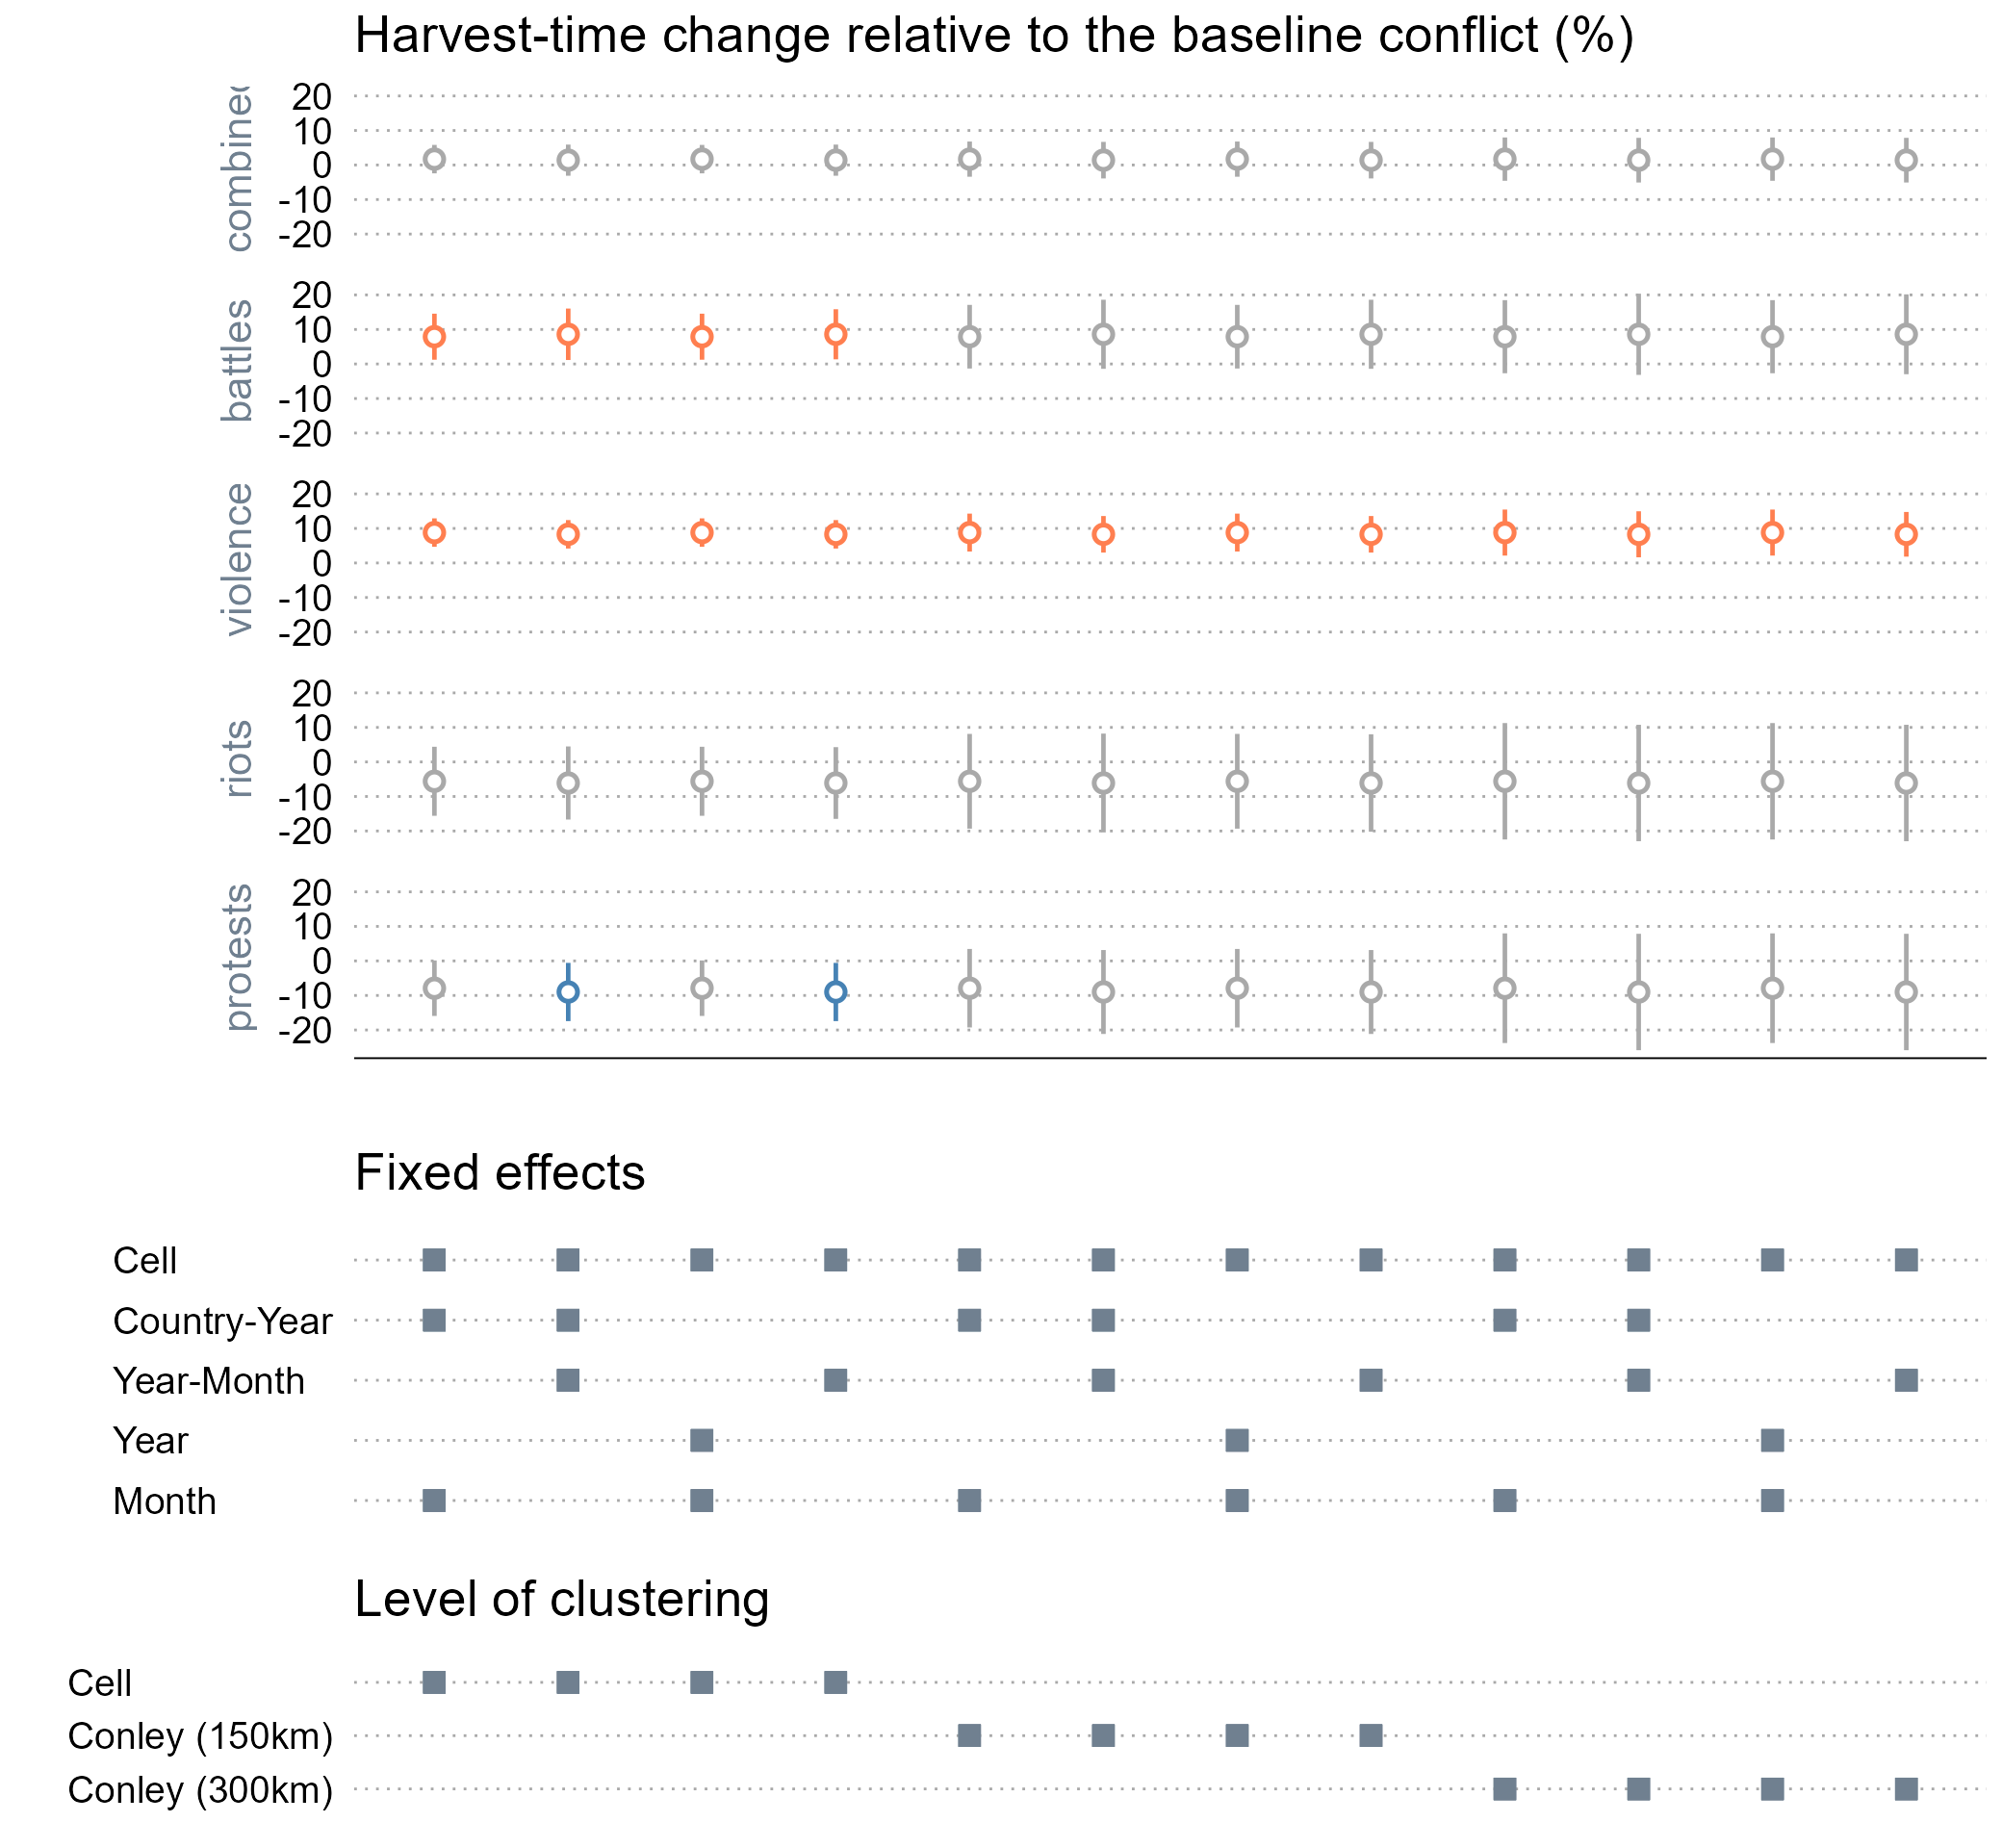 Harvest-time change relative to the baseline conflict (%)
combined
20
10
0
-10
-20
battles
20
10
0
-10
-20
violence
20
10
0
-10
-20
riots
20
10
0
-10
-20
protests
20
10
0
-10
-20
Fixed effects
Cell
Country-Year
Year-Month
Year
Month
Level of clustering
Cell
Conley (150km)
Conley (300km)